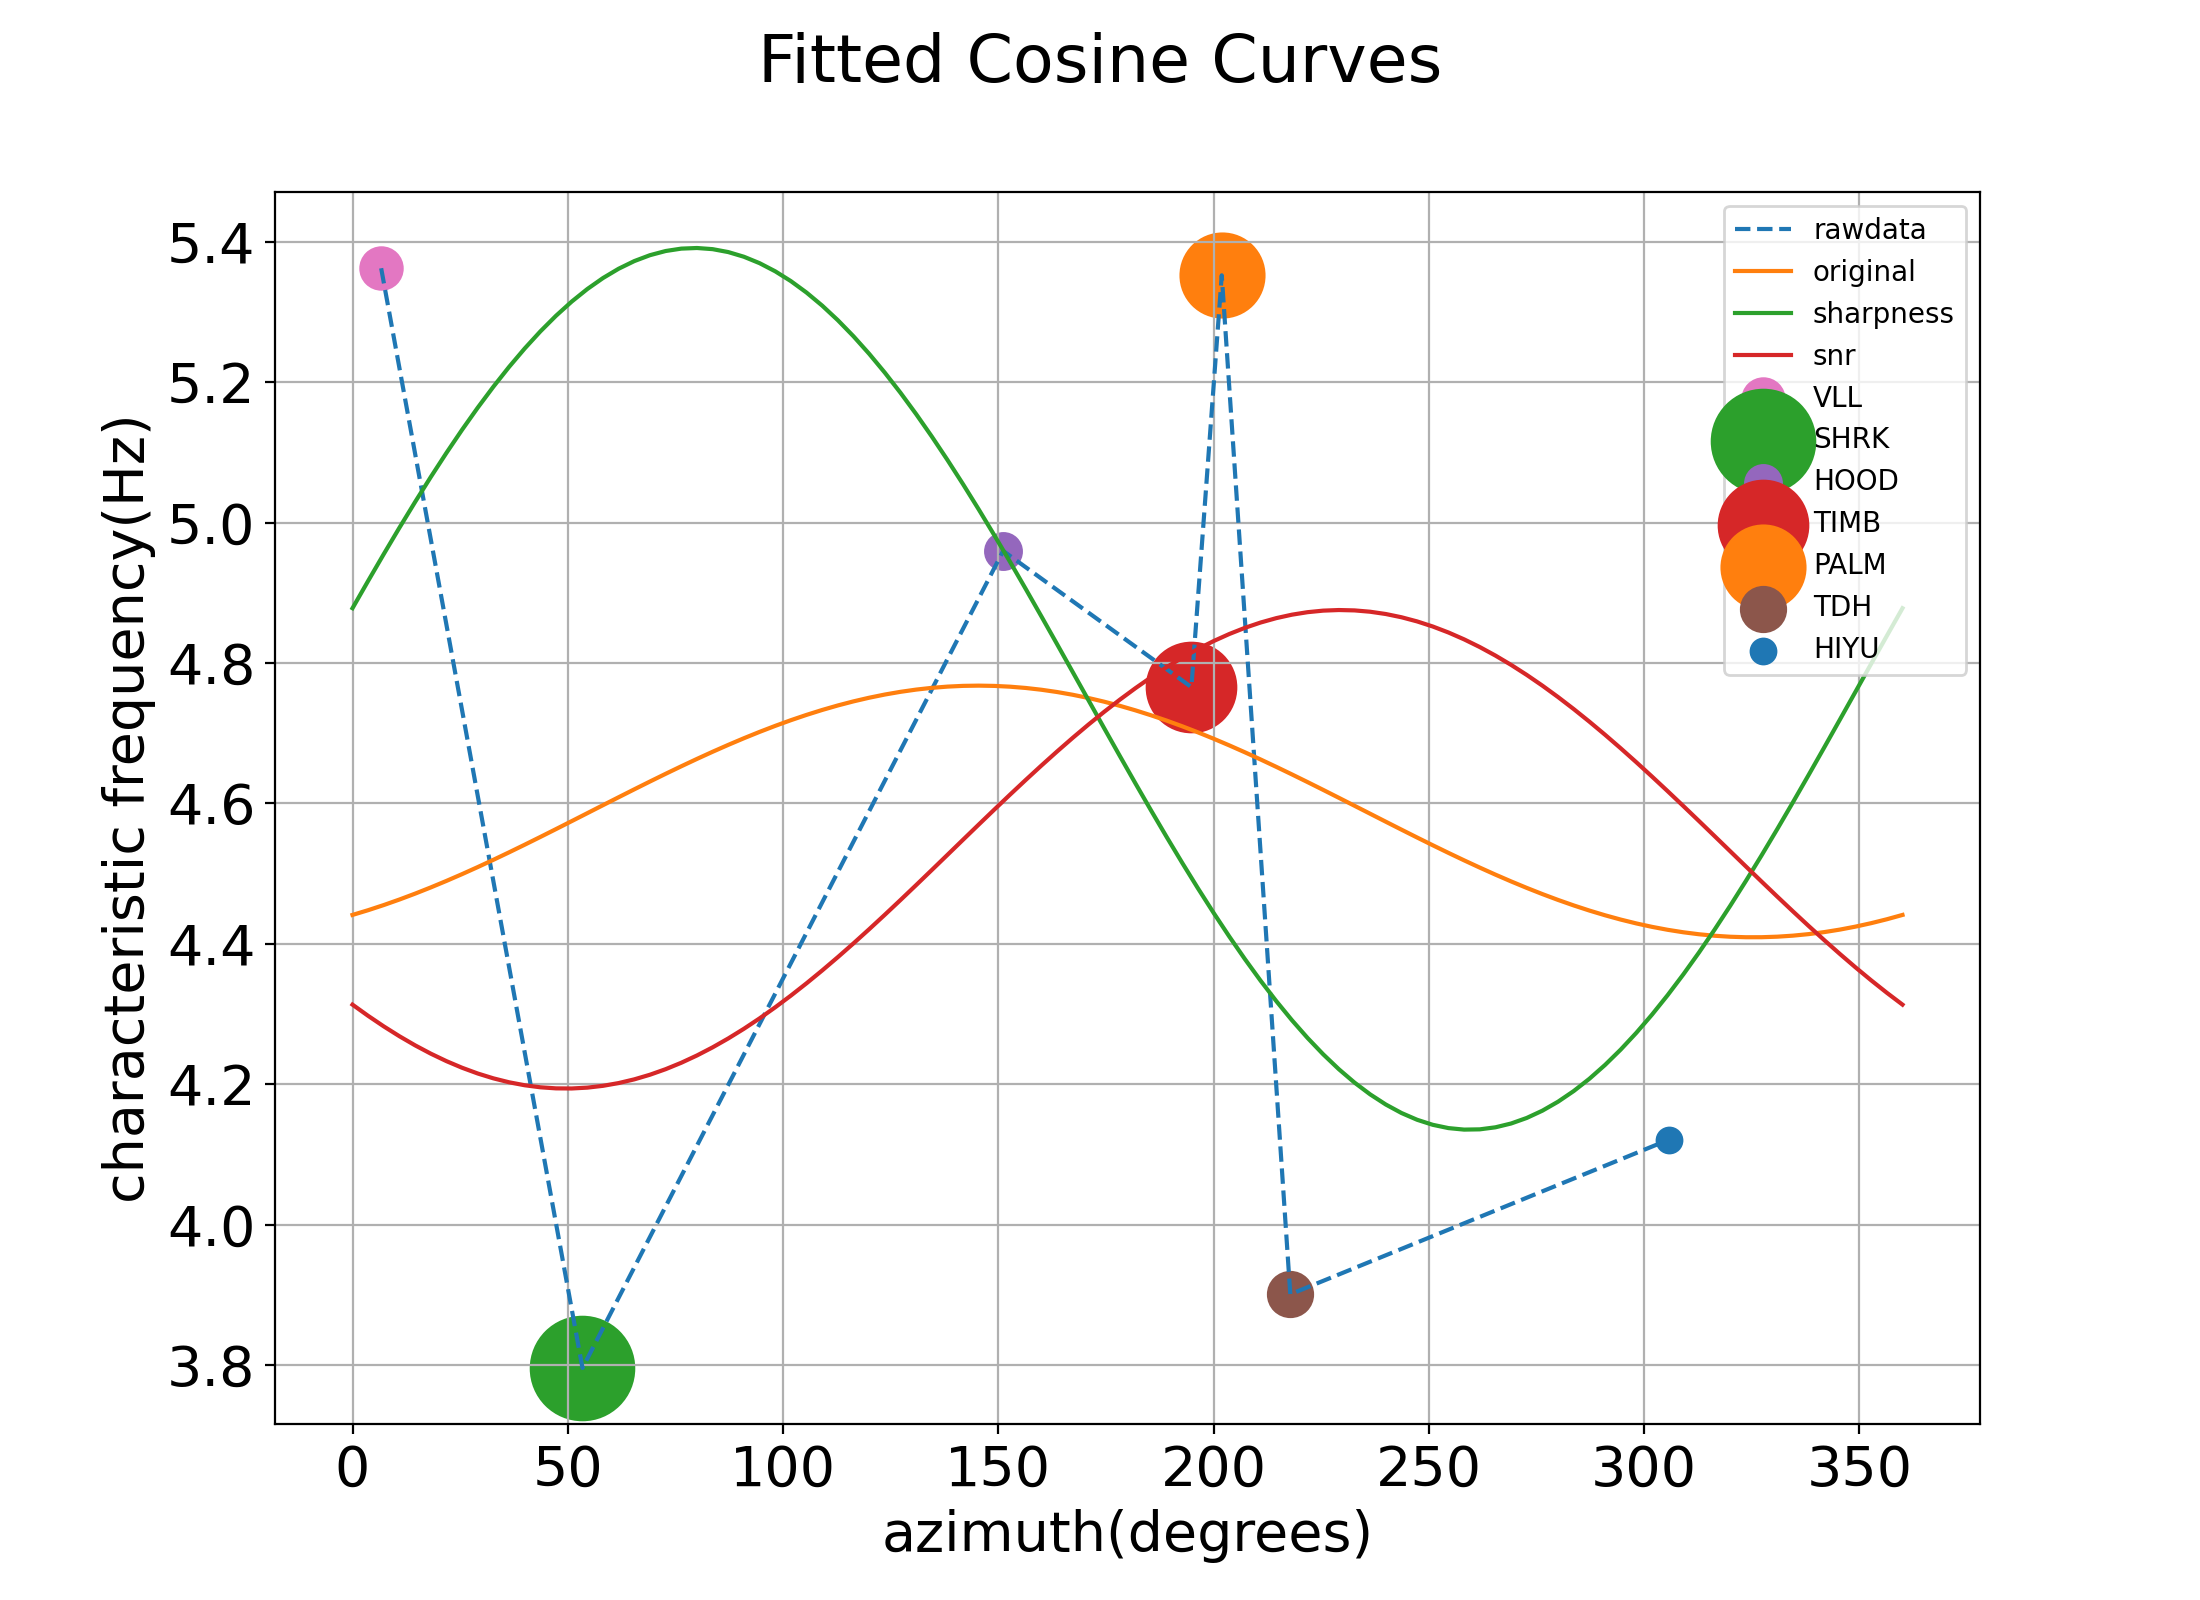 Fitted Cosine Curves
5.4
5.2
5.0
4.8
4.6
4.4
4.2
4.0
3.8
characteristic frequency(Hz)
rawdata
original
sharpness
snr
VLL
SHRK
HOOD
TIMB
PALM
TDH
HIYU
0 50 100 150 200 250 300 350
azimuth(degrees)